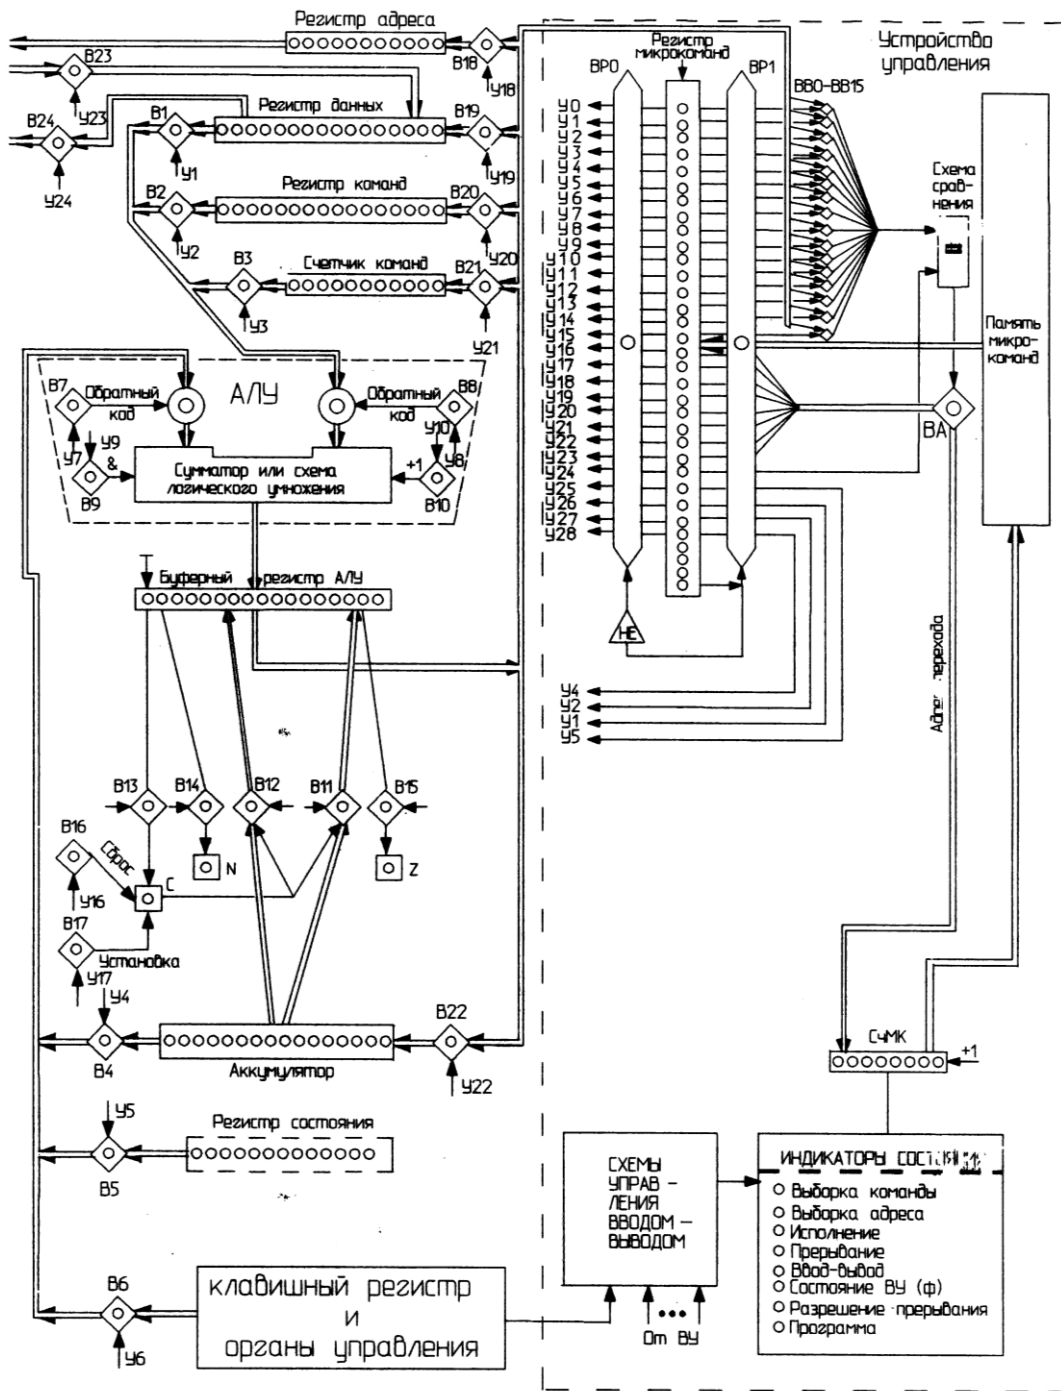 Регистр адреса
В18
У18
В23
У23
Регистр данных
В24
У24
В1
У1
В19
У19
Регистр команд
В2
У2
В20
У20
Счетчик команд
В3
У3
В21
У21
АЛУ
В7
У7
Обратный
код
В8
У8
Обратный
код
У9
&
В9
У10
+1
В10
Сумматор или схема
логического умножения
Буферный регистр АЛУ
В13
В14
В12
В11
В15
N
Z
В16
Сброс
У16
C
В17
Установка
У17
У4
В4
Аккумулятор
В22
У22
У5
В5
Регистр состояния
В6
У6
клавишный регистр
и
органы управления
Устройство
управления
Регистр
микрокоманд
ВР0
ВР1
ВВ0-ВВ15
У0
У1
У2
У3
У4
У5
У6
У7
У8
У9
У10
У11
У12
У13
У14
У15
У16
У17
У18
У19
У20
У21
У22
У23
У24
У25
У26
У27
У28
НЕ
У4
У2
У1
У5
Схема
срав-
нения
=
Память
микро-
команд
ВА
Адрес перехода
СчМК
+1
СХЕМЫ
УПРАВ -
ЛЕНИЯ
ВВОДОМ -
ВЫВОДОМ
От ВУ
ИНДИКАТОРЫ
Выборка команды
Выборка адреса
Исполнение
Прерывание
Ввод-вывод
Состояние ВУ (ф)
Разрешение прерывания
Программа